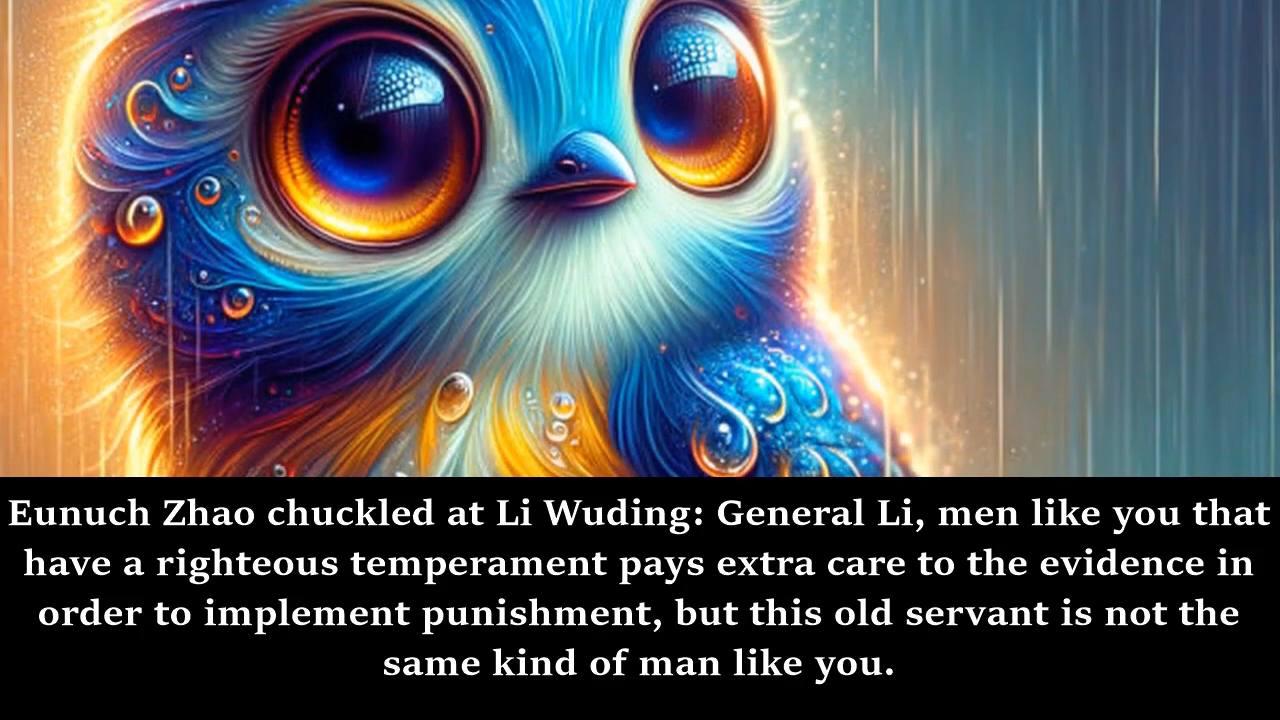 Eunuch Zhao chuckled at Li Wuding: General Li, men like you that
have a righteous temperament pays extra care to the evidence in
order to implement punishment, but this old servant is not the
same kind of man like you.